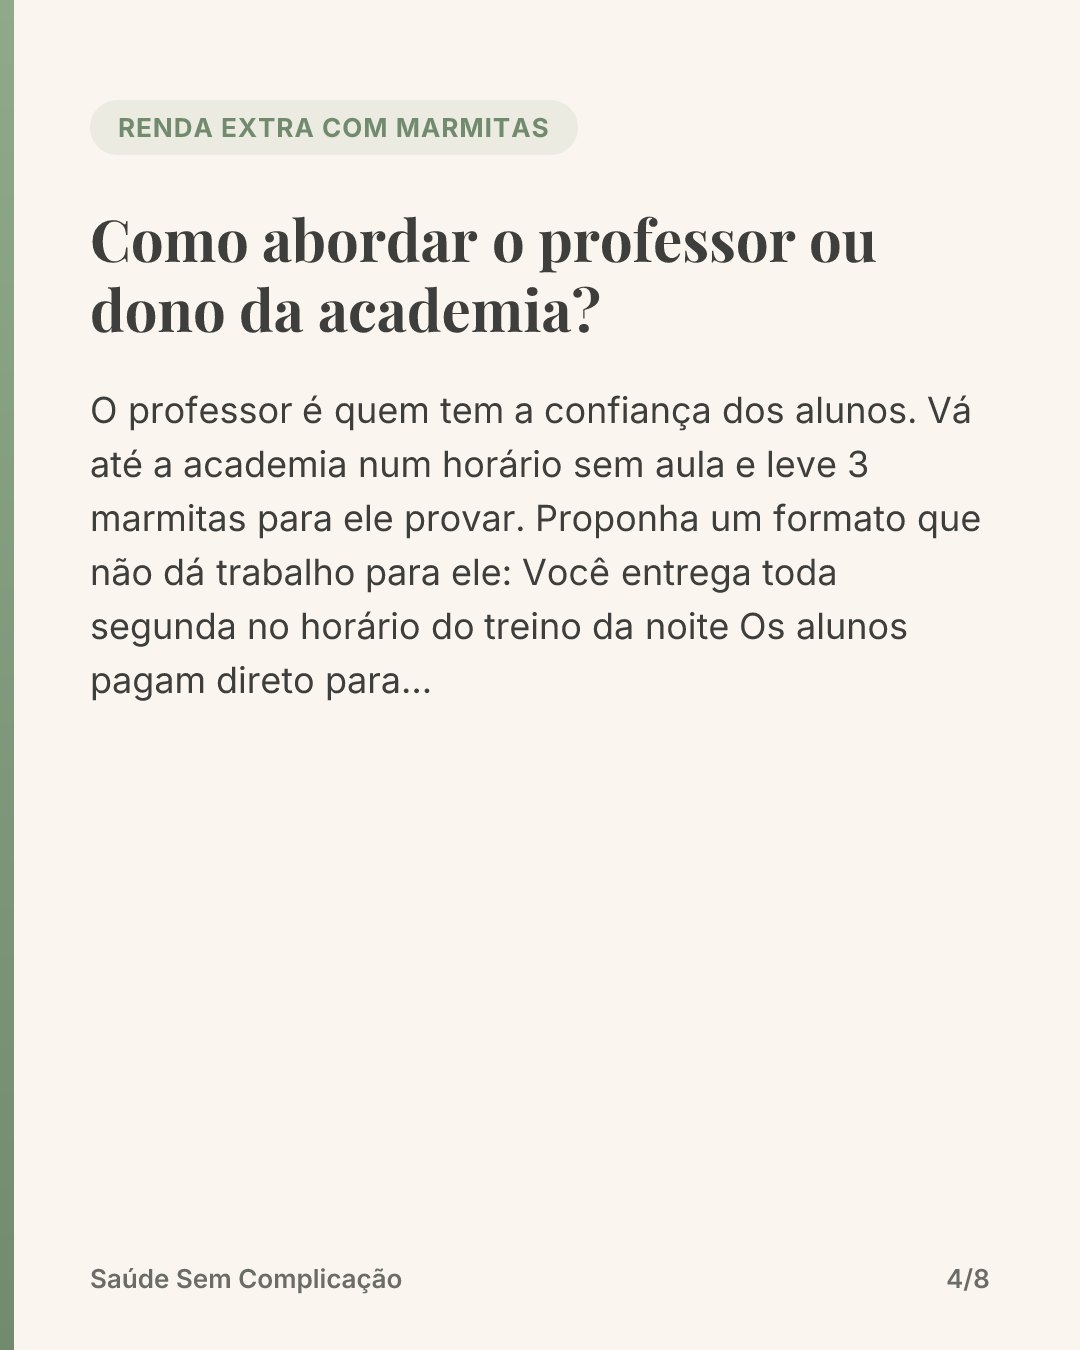 RENDA EXTRA COM MARMITAS
Como abordar o professor ou
dono da academia?
O professor é quem tem a confiança dos alunos. Vá
até a academia num horário sem aula e leve 3
marmitas para ele provar. Proponha um formato que
não dá trabalho para ele: Você entrega toda
segunda no horário do treino da noite Os alunos
pagam direto para...
Saúde Sem Complicação
4/8